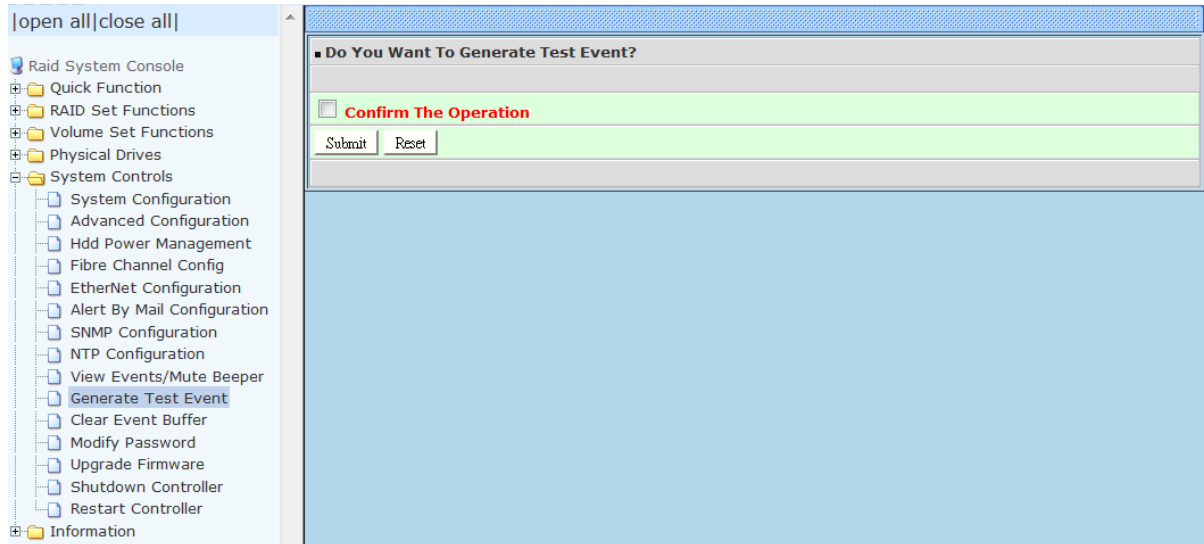 |open all|close all|
Raid System Console
Quick Function
RAID Set Functions
Volume Set Functions
Physical Drives
System Controls
System Configuration
Advanced Configuration
Hdd Power Management
Fibre Channel Config
EtherNet Configuration
Alert By Mail Configuration
SNMP Configuration
NTP Configuration
View Events/Mute Beeper
Generate Test Event
Clear Event Buffer
Modify Password
Upgrade Firmware
Shutdown Controller
Restart Controller
Information
Do You Want To Generate Test Event?
Confirm The Operation
Submit Reset